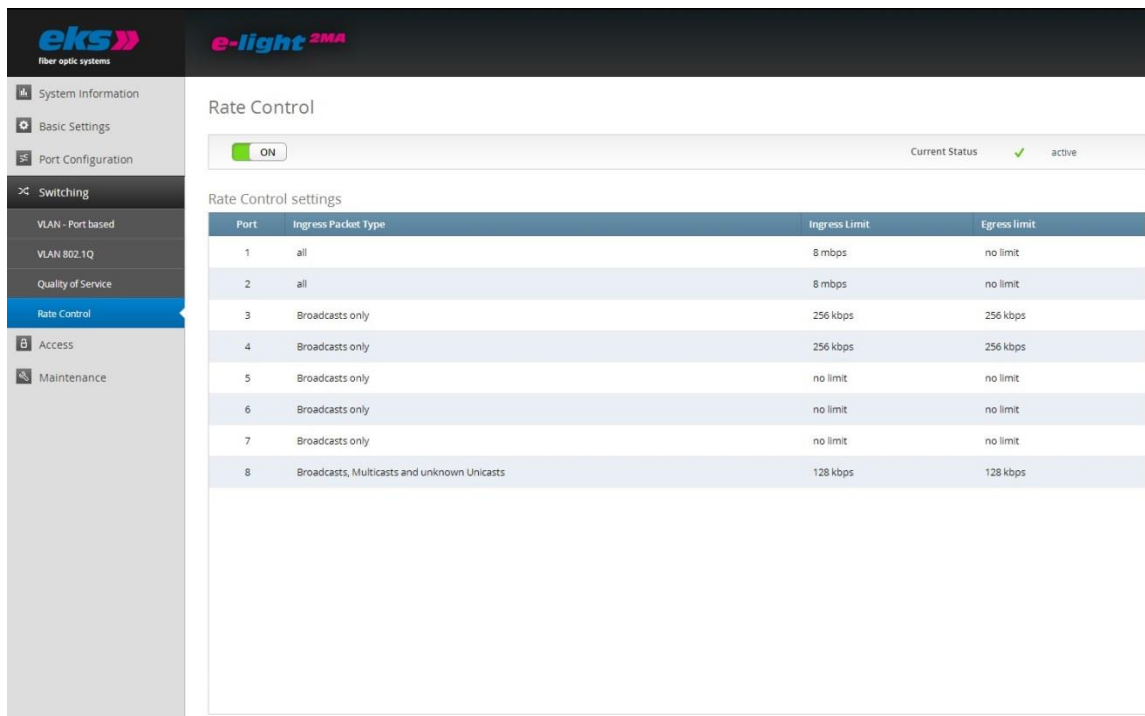 eks
fiber optic systems
e-light 2MA
System Information
Basic Settings
Port Configuration
Switching
VLAN - Port based
VLAN 802.1Q
Quality of Service
Rate Control
Access
Maintenance
Rate Control
ON
Current Status active
Rate Control settings
Port Ingress Packet Type Ingress Limit Egress limit
1 all 8 mbps no limit
2 all 8 mbps no limit
3 Broadcasts only 256 kbps 256 kbps
4 Broadcasts only 256 kbps 256 kbps
5 Broadcasts only no limit no limit
6 Broadcasts only no limit no limit
7 Broadcasts only no limit no limit
8 Broadcasts, Multicasts and unknown Unicasts 128 kbps 128 kbps